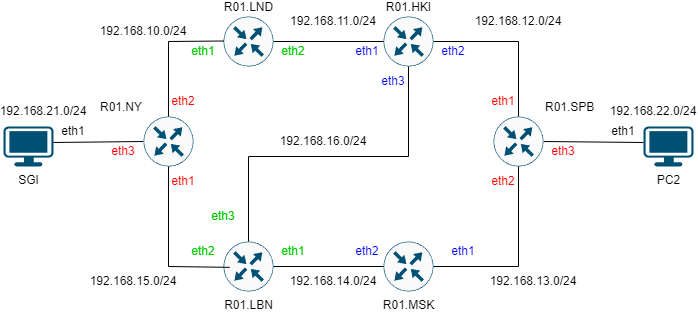 R01.LND
192.168.11.0/24
R01.HKI
192.168.10.0/24
192.168.12.0/24
eth1
eth2
eth1
eth2
eth3
192.168.21.0/24
R01.NY
eth2
eth1
R01.SPB
192.168.22.0/24
eth1
eth3
192.168.16.0/24
eth3
eth1
SGI
eth1
eth2
PC2
eth3
eth2
eth1
eth2
eth1
192.168.15.0/24
192.168.14.0/24
192.168.13.0/24
R01.LBN
R01.MSK